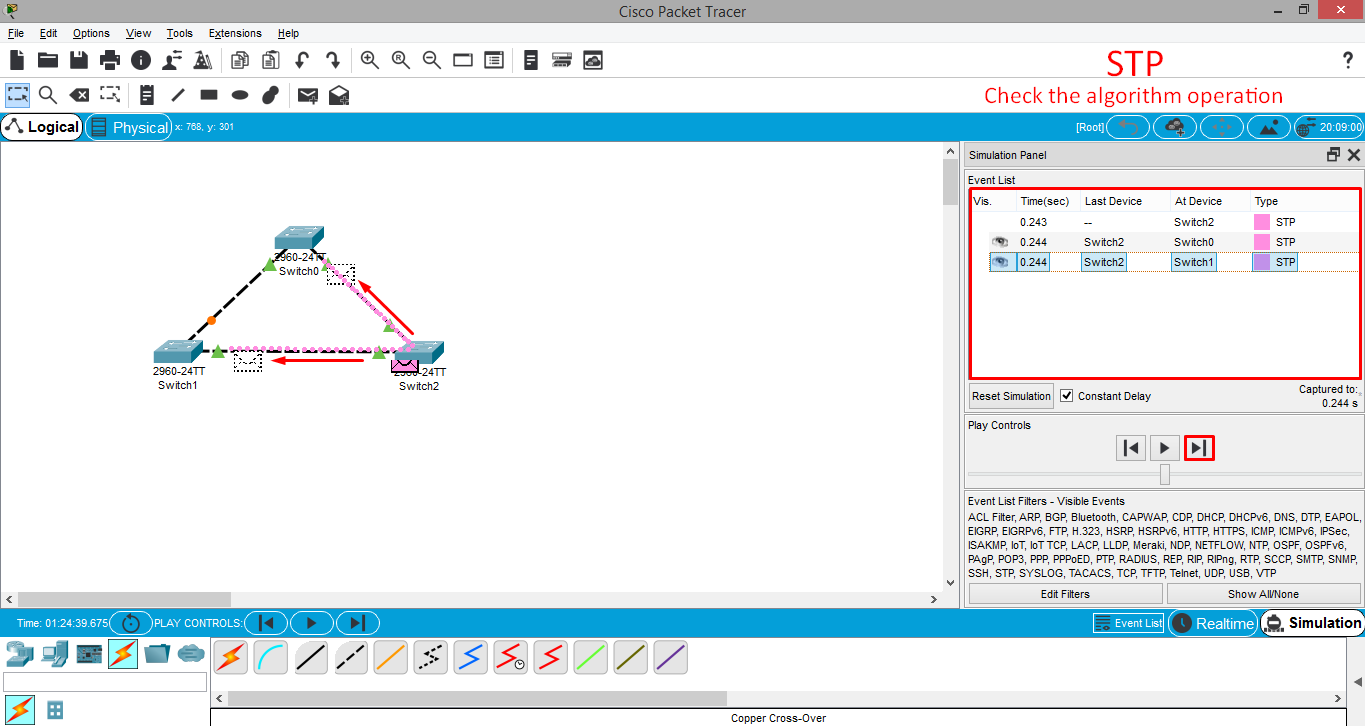 Cisco Packet Tracer
File Edit Options View Tools Extensions Help
STP
Check the algorithm operation
Logical Physical x: 768, y: 301 [Root] 20:09:00
Simulation Panel
Event List
Vis. Time(sec) Last Device At Device Type
0.243 -- Switch2 STP
0.244 Switch2 Switch0 STP
0.244 Switch2 Switch1 STP
2960-24TT
Switch0
2960-24TT
Switch1
2960-24TT
Switch2
Reset Simulation Constant Delay
Captured to:
0.244 s
Play Controls
Event List Filters - Visible Events
ACL Filter, ARP, BGP, Bluetooth, CAPWAP, CDP, DHCP, DHCPv6, DNS, DTP, EAPOL,
EIGRP, EIGRPv6, FTP, H.323, HSRP, HSRPv6, HTTP, HTTPS, ICMP, ICMPv6, IPSec,
ISAKMP, IoT, IoT TCP, LACP, LLDP, Meraki, NDP, NETFLOW, NTP, OSPF, OSPFv6,
PAgP, POP3, PPP, PPPoED, PTP, RADIUS, REP, RIP, RIPng, RTP, SCCP, SMTP, SNMP,
SSH, STP, SYSLOG, TACACS, TCP, TFTP, Telnet, UDP, USB, VTP
Edit Filters Show All/None
Time: 01:24:39.675 PLAY CONTROLS: Event List Realtime Simulation
Copper Cross-Over